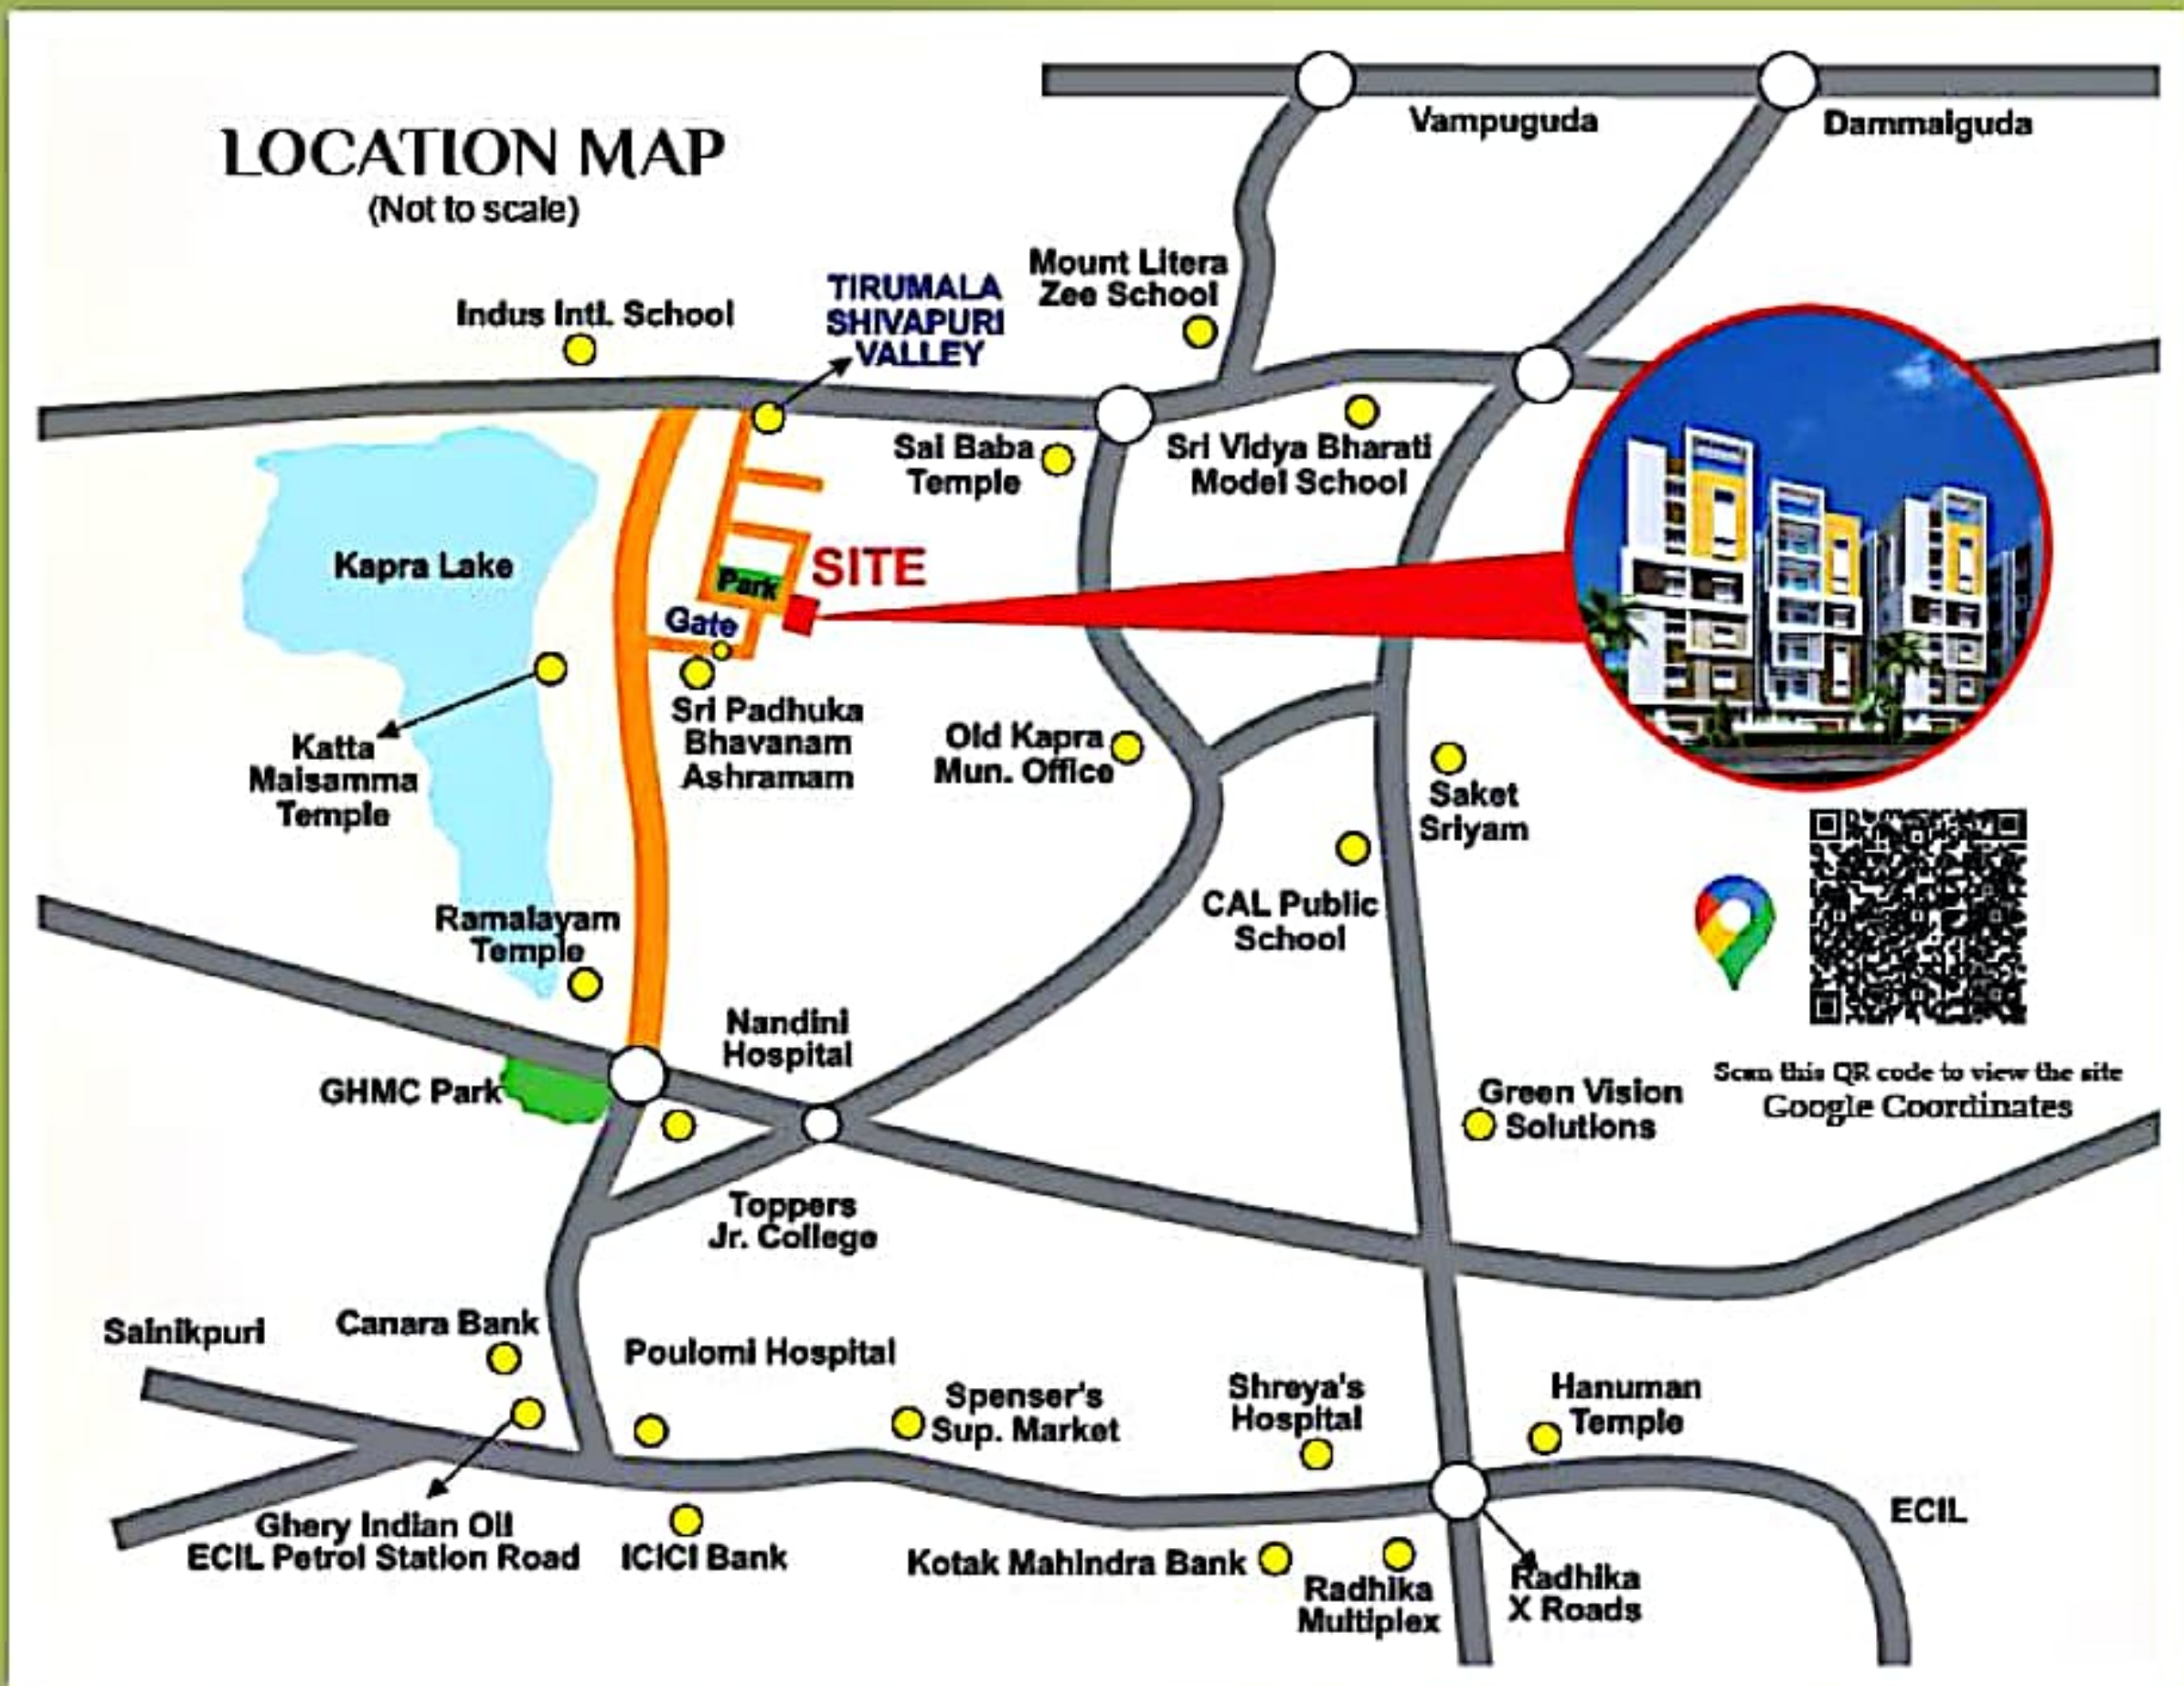 LOCATION MAP
(Not to scale)
Vampuguda
Dammaiguda
Mount Litera
Zee School
TIRUMALA
SHIVAPURI
VALLEY
Indus Intl. School
Sai Baba
Temple
Sri Vidya Bharati
Model School
Kapra Lake
SITE
Park
Gate
Sri Padhuka
Bhavanam
Ashramam
Katta
Maisamma
Temple
Old Kapra
Mun. Office
Saket
Sriyam
CAL Public
School
Ramalayam
Temple
Nandini
Hospital
GHMC Park
Scan this QR code to view the site
Google Coordinates
Green Vision
Solutions
Toppers
Jr. College
Sainikpuri
Canara Bank
Poulomi Hospital
Spenser's
Sup. Market
Shreya's
Hospital
Hanuman
Temple
Ghery Indian Oil
ECIL Petrol Station Road
ICICI Bank
Kotak Mahindra Bank
Radhika
Multiplex
Radhika
X Roads
ECIL